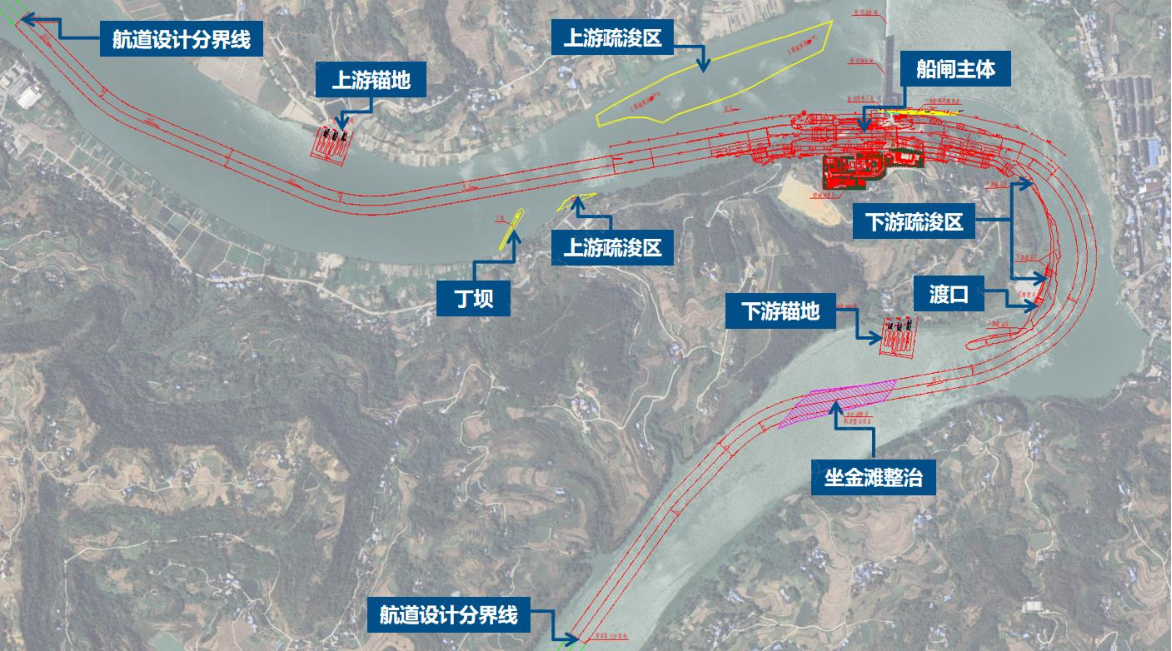 航道设计分界线
上游疏浚区
船闸主体
上游锚地
下游疏浚区
上游疏浚区
丁坝
渡口
下游锚地
坐金滩整治
航道设计分界线